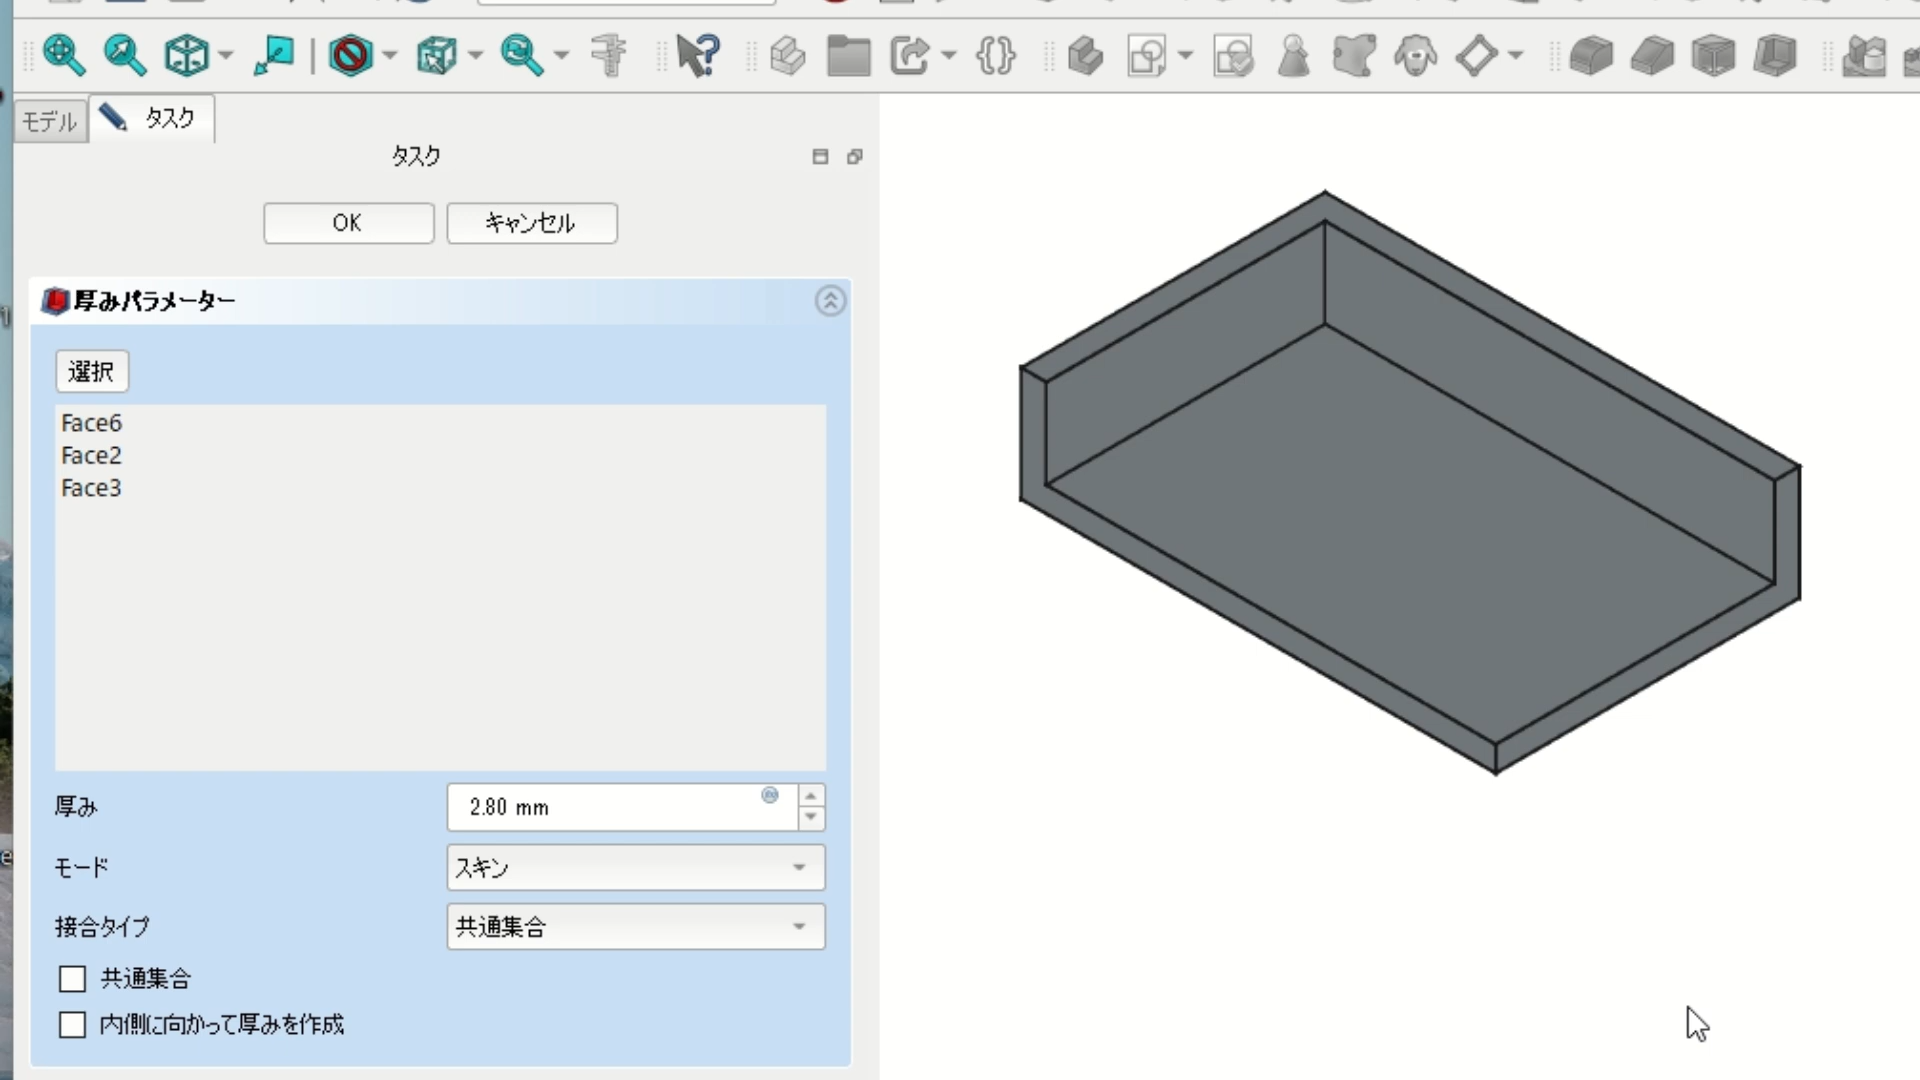 モデル
タスク
タスク
OK
キャンセル
厚みパラメーター
選択
Face6
Face2
Face3
厚み
2.80 mm
モード
スキン
接合タイプ
共通集合
共通集合
内側に向かって厚みを作成